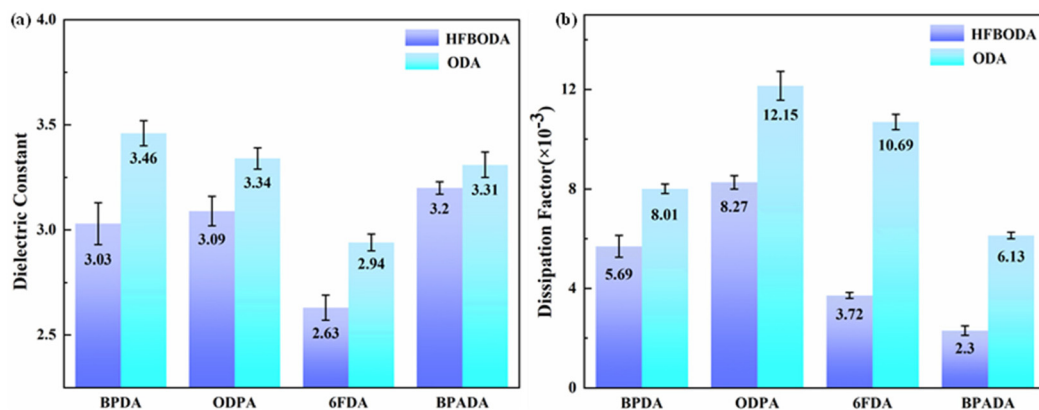 (a)
4.0
3.5
3.0
2.5
Dielectric Constant
HFBODA
ODA
3.03
3.46
3.09
3.34
2.63
2.94
3.2
3.31
BPDA
ODPA
6FDA
BPADA
(b)
12
8
4
0
Dissipation Factor(×10⁻³)
HFBODA
ODA
5.69
8.01
8.27
12.15
3.72
10.69
2.3
6.13
BPDA
ODPA
6FDA
BPADA